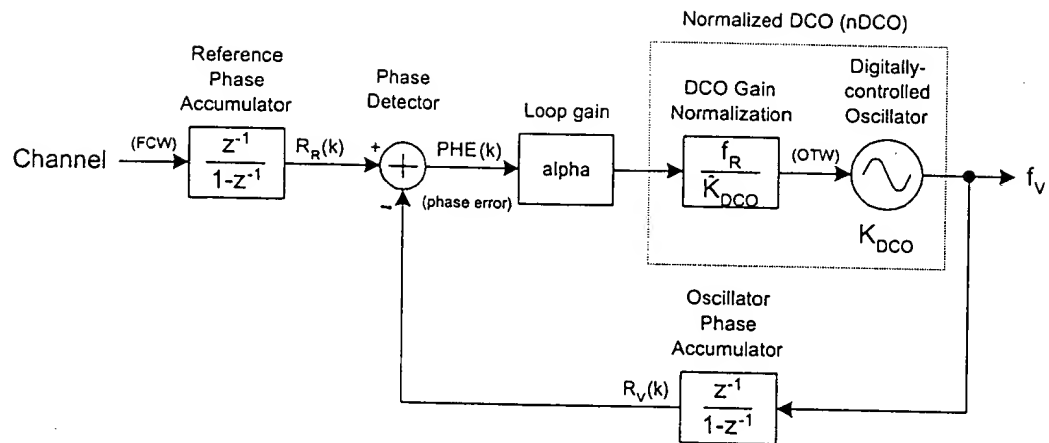 Normalized DCO (nDCO)
Reference
Phase
Accumulator
Phase
Detector
Loop gain
DCO Gain
Normalization
Digitally-
controlled
Oscillator
Channel
(FCW)
z⁻¹
1-z⁻¹
R_R(k)
+
PHE(k)
(phase error)
−
alpha
f_R
K̂_DCO
(OTW)
K_DCO
f_V
Oscillator
Phase
Accumulator
R_V(k)
z⁻¹
1-z⁻¹